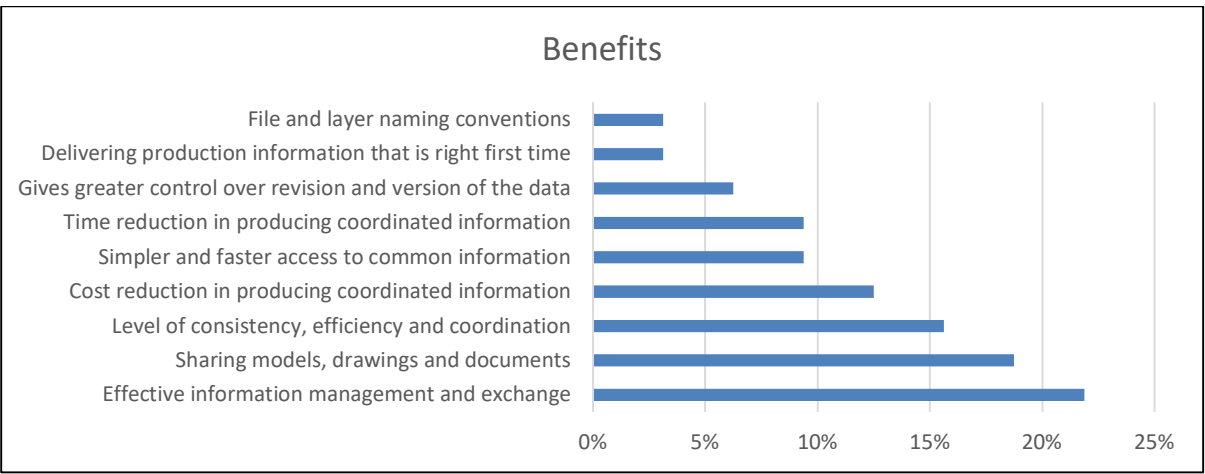 Benefits
File and layer naming conventions
Delivering production information that is right first time
Gives greater control over revision and version of the data
Time reduction in producing coordinated information
Simpler and faster access to common information
Cost reduction in producing coordinated information
Level of consistency, efficiency and coordination
Sharing models, drawings and documents
Effective information management and exchange
0% 5% 10% 15% 20% 25%